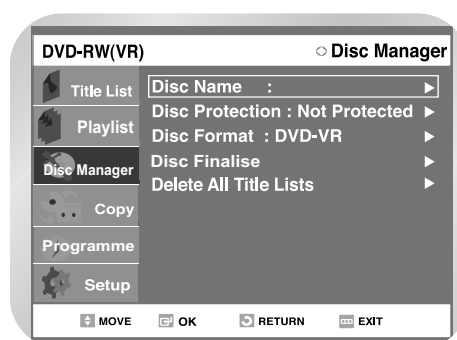 DVD-RW(VR) Disc Manager
Title List
Playlist
Disc Manager
Copy
Programme
Setup
Disc Name :
Disc Protection : Not Protected
Disc Format : DVD-VR
Disc Finalise
Delete All Title Lists
MOVE OK RETURN EXIT